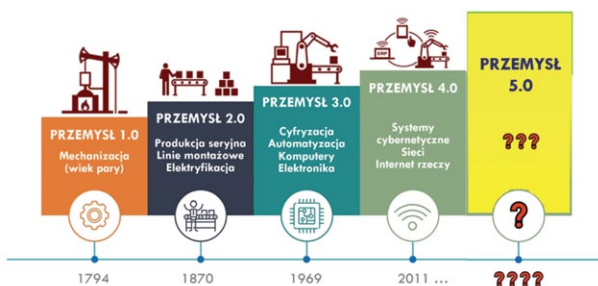 PRZEMYSŁ 1.0
Mechanizacja
(wiek pary)
PRZEMYSŁ 2.0
Produkcja seryjna
Linie montażowe
Elektryfikacja
PRZEMYSŁ 3.0
Cyfryzacja
Automatyzacja
Komputery
Elektronika
PRZEMYSŁ 4.0
Systemy
cybernetyczne
Sieci
Internet rzeczy
PRZEMYSŁ
5.0
???
?
1794
1870
1969
2011 ...
????